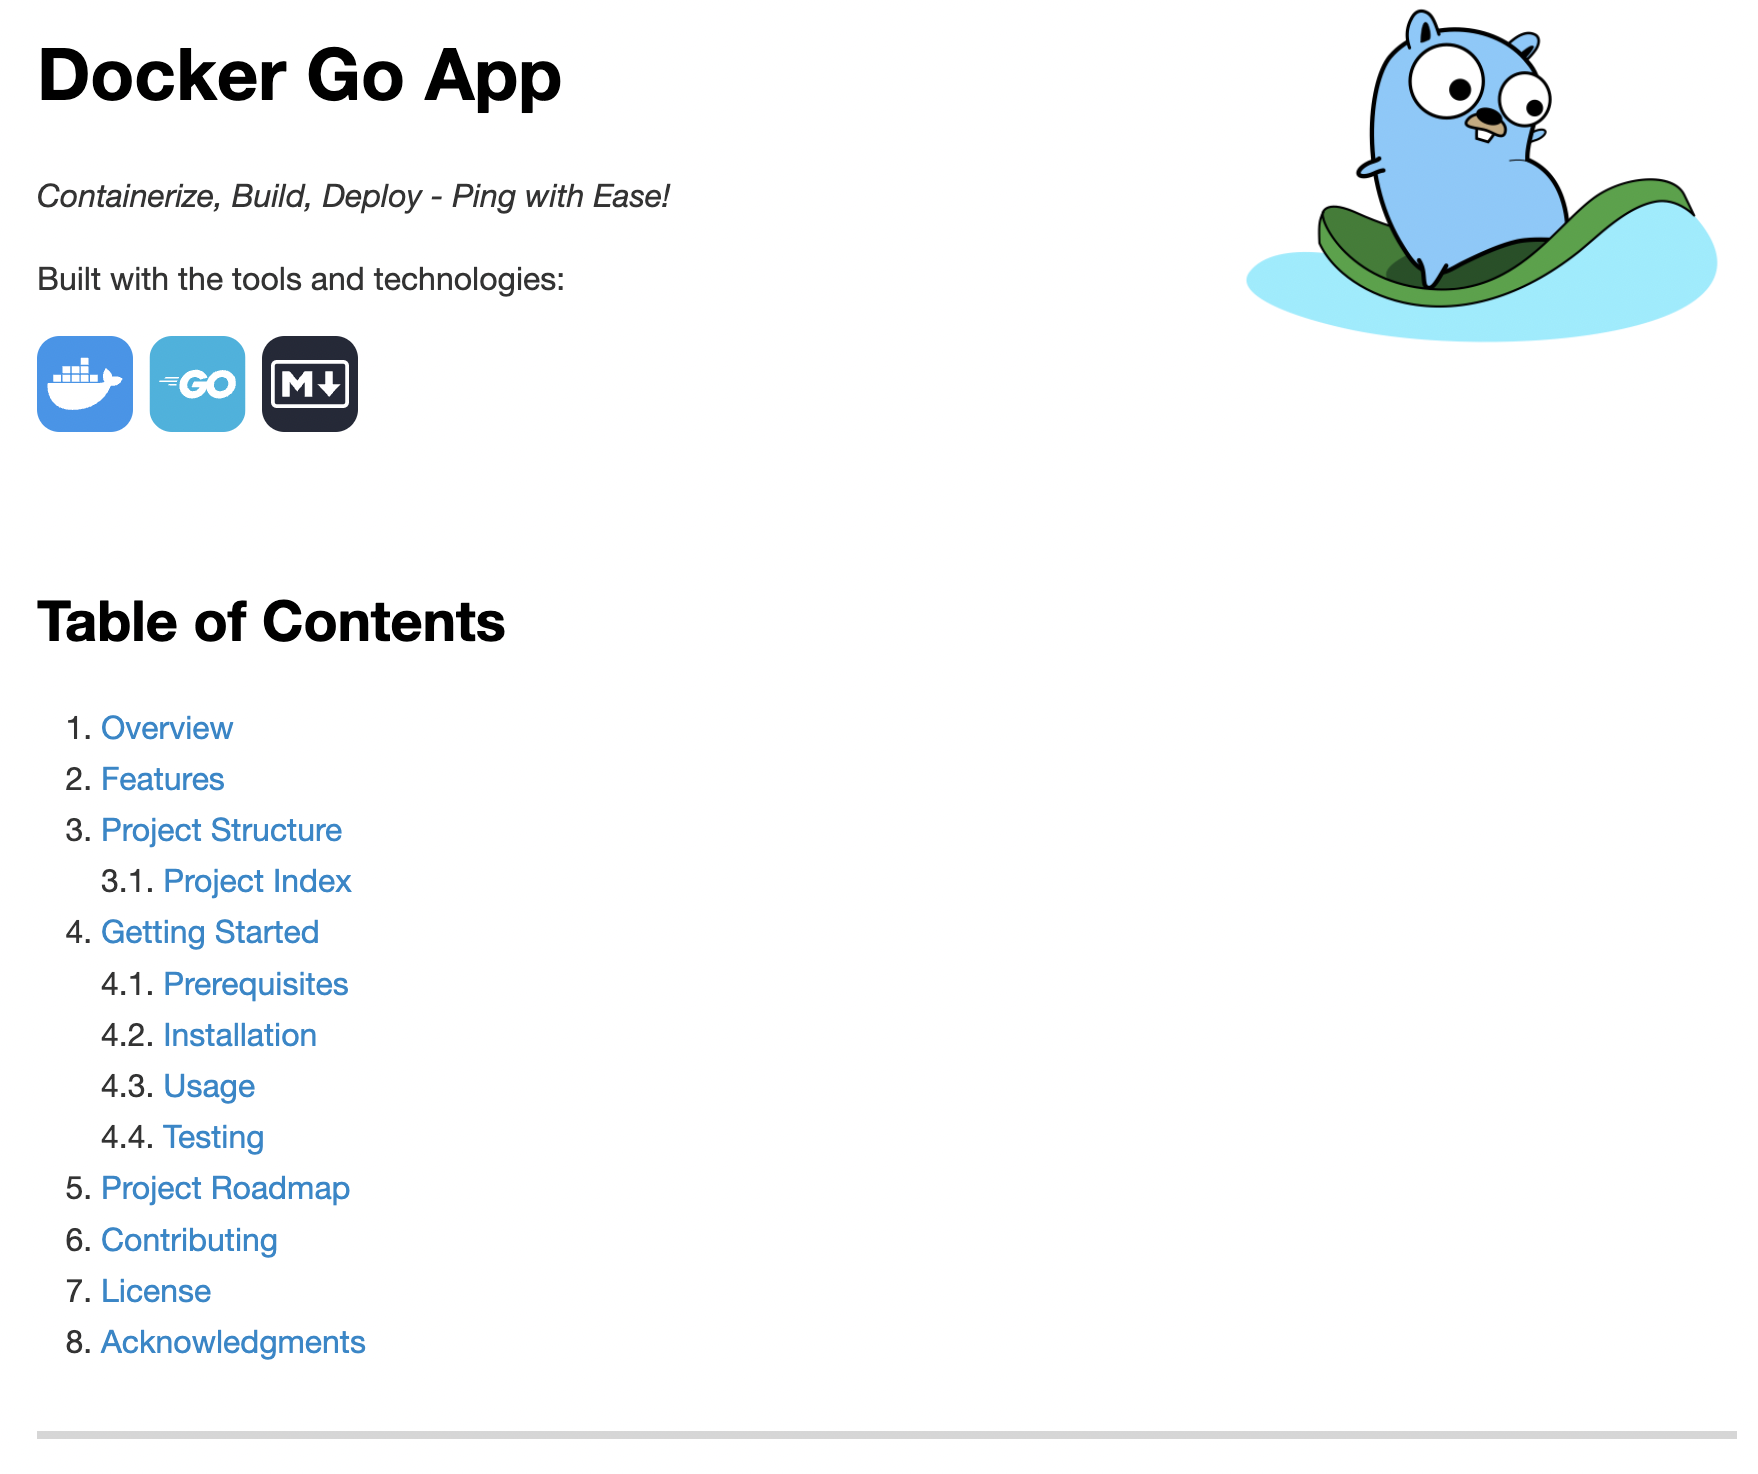 Docker Go App
Containerize, Build, Deploy - Ping with Ease!
Built with the tools and technologies:
GO M
Table of Contents
1. Overview
2. Features
3. Project Structure
3.1. Project Index
4. Getting Started
4.1. Prerequisites
4.2. Installation
4.3. Usage
4.4. Testing
5. Project Roadmap
6. Contributing
7. License
8. Acknowledgments